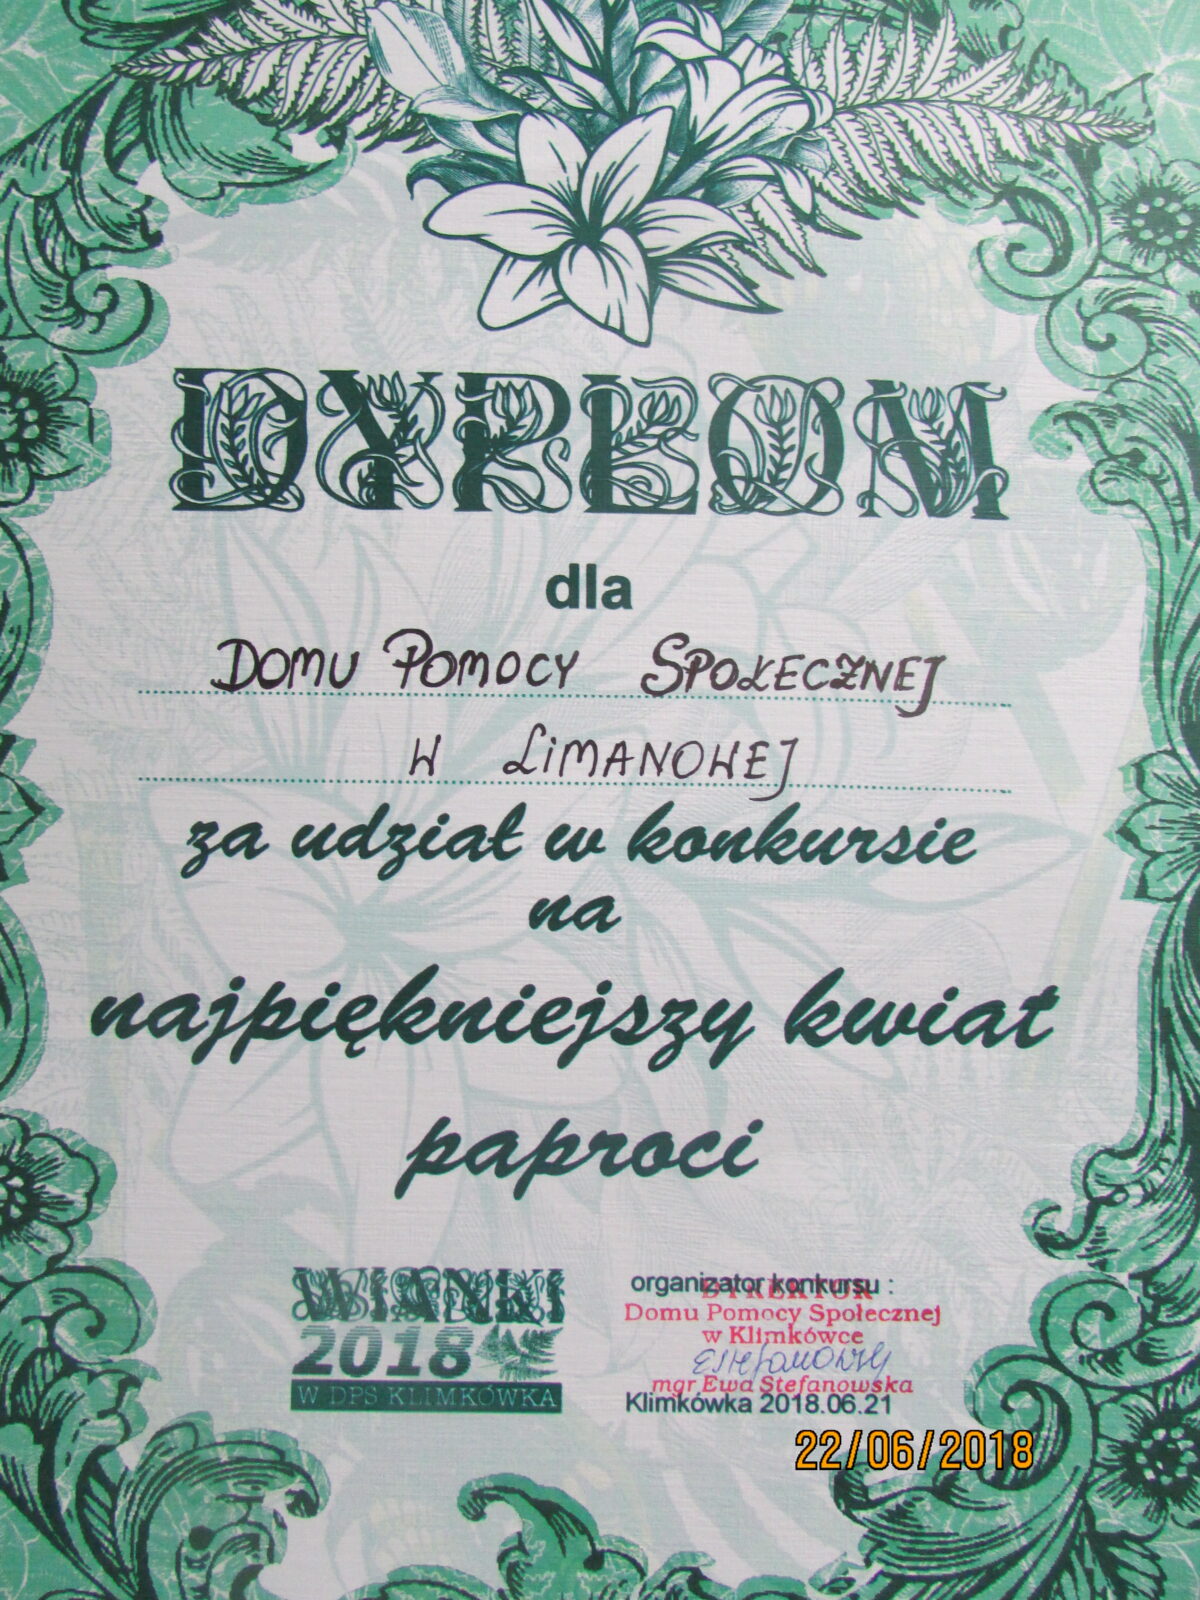 DYPLOM
dla
DOMU POMOCY SPOŁECZNEJ
W LIMANOWEJ
za udział w konkursie
na
najpiękniejszy kwiat
paproci
WIANKI
2018
W DPS KLIMKÓWKA
organizator konkursu :
DYREKTOR
Domu Pomocy Społecznej
w Klimkówce
EStefanowska
mgr Ewa Stefanowska
Klimkówka 2018.06.21
22/06/2018